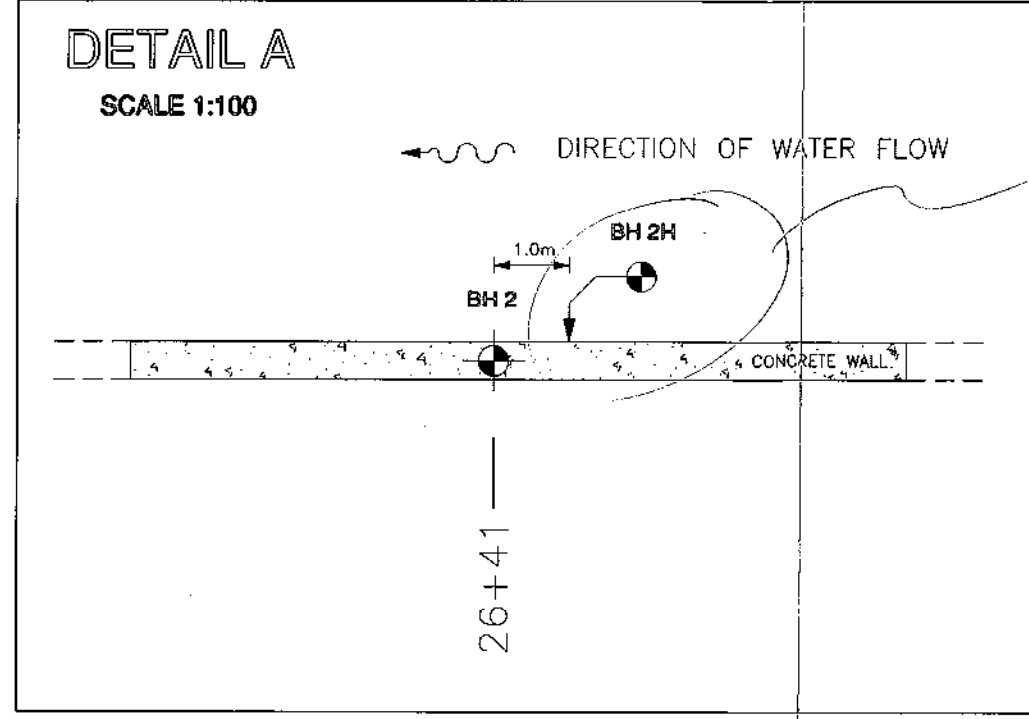 DETAIL A
SCALE 1:100
DIRECTION OF WATER FLOW
BH 2H
1.0m
BH 2
CONCRETE WALL
26+41